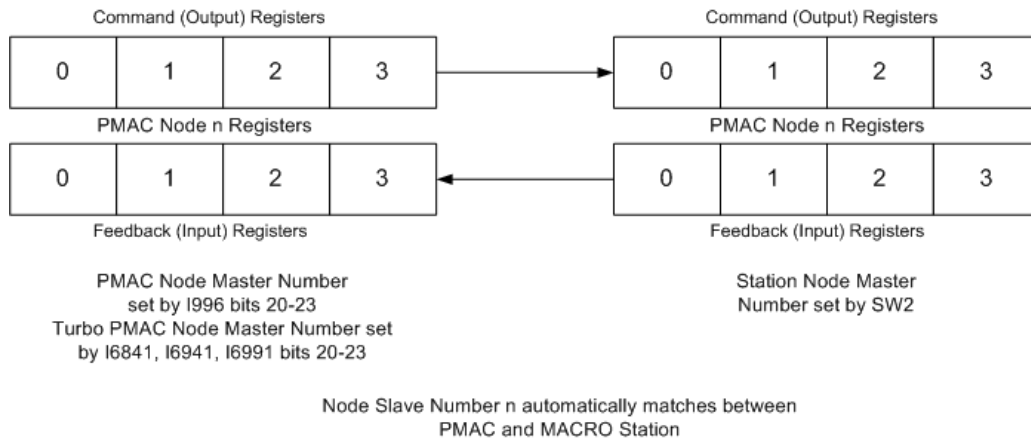 Command (Output) Registers
Command (Output) Registers
0 1 2 3
0 1 2 3
PMAC Node n Registers
PMAC Node n Registers
0 1 2 3
0 1 2 3
Feedback (Input) Registers
Feedback (Input) Registers
PMAC Node Master Number
set by I996 bits 20-23
Turbo PMAC Node Master Number set
by I6841, I6941, I6991 bits 20-23
Station Node Master
Number set by SW2
Node Slave Number n automatically matches between
PMAC and MACRO Station